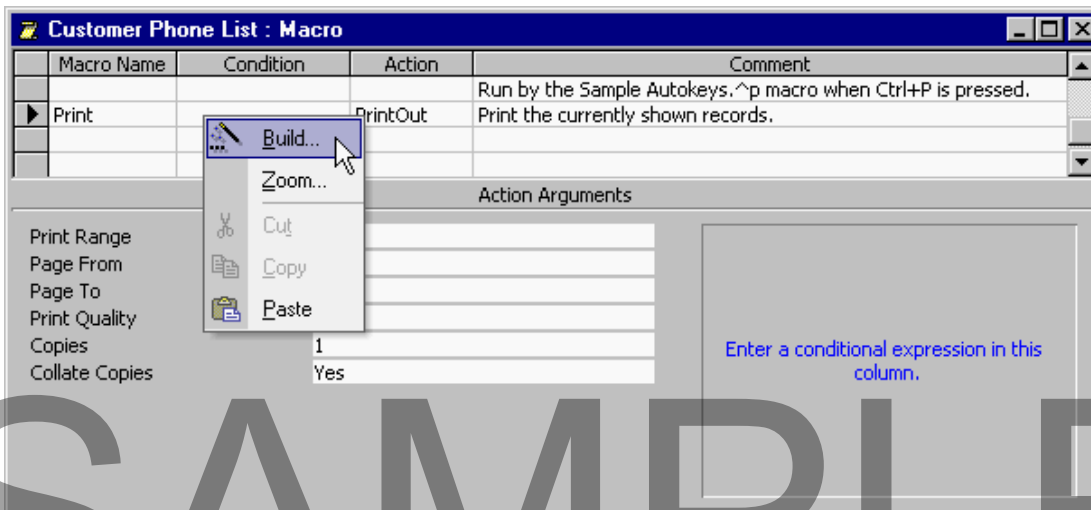 Customer Phone List : Macro
Macro Name Condition Action Comment
Run by the Sample Autokeys.^p macro when Ctrl+P is pressed.
Print PrintOut Print the currently shown records.
Build...
Zoom...
Cut
Copy
Paste
Action Arguments
Print Range
Page From
Page To
Print Quality
Copies 1
Collate Copies Yes
Enter a conditional expression in this
column.
SAMPLE